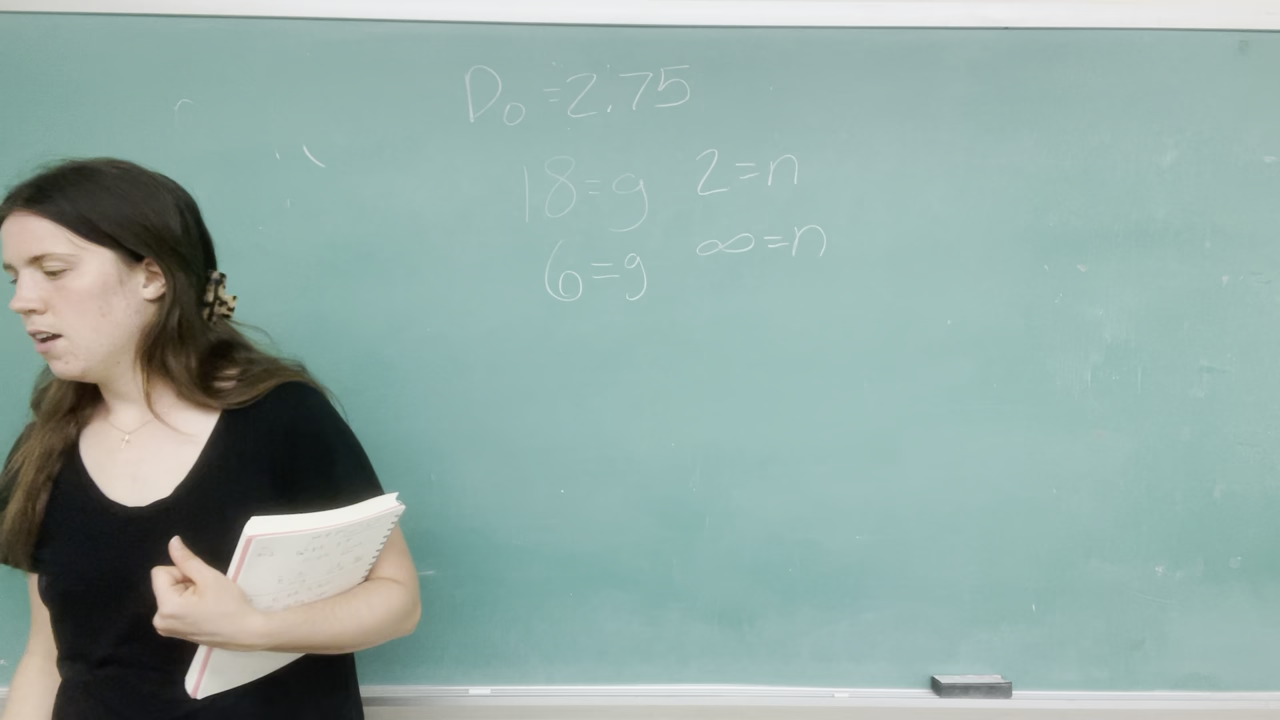 D₀ = 2.75
18 = g 2 = n
6 = g ∞ = n